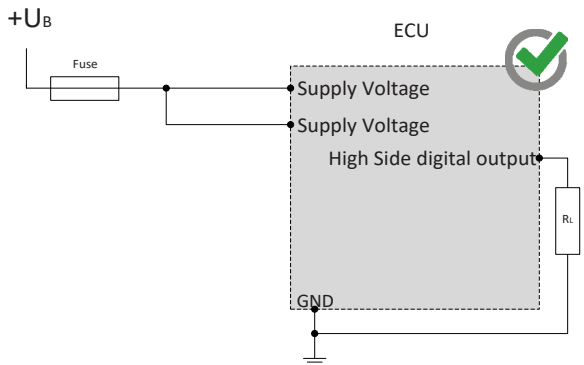 +UB
ECU
Fuse
Supply Voltage
Supply Voltage
High Side digital output
RL
GND